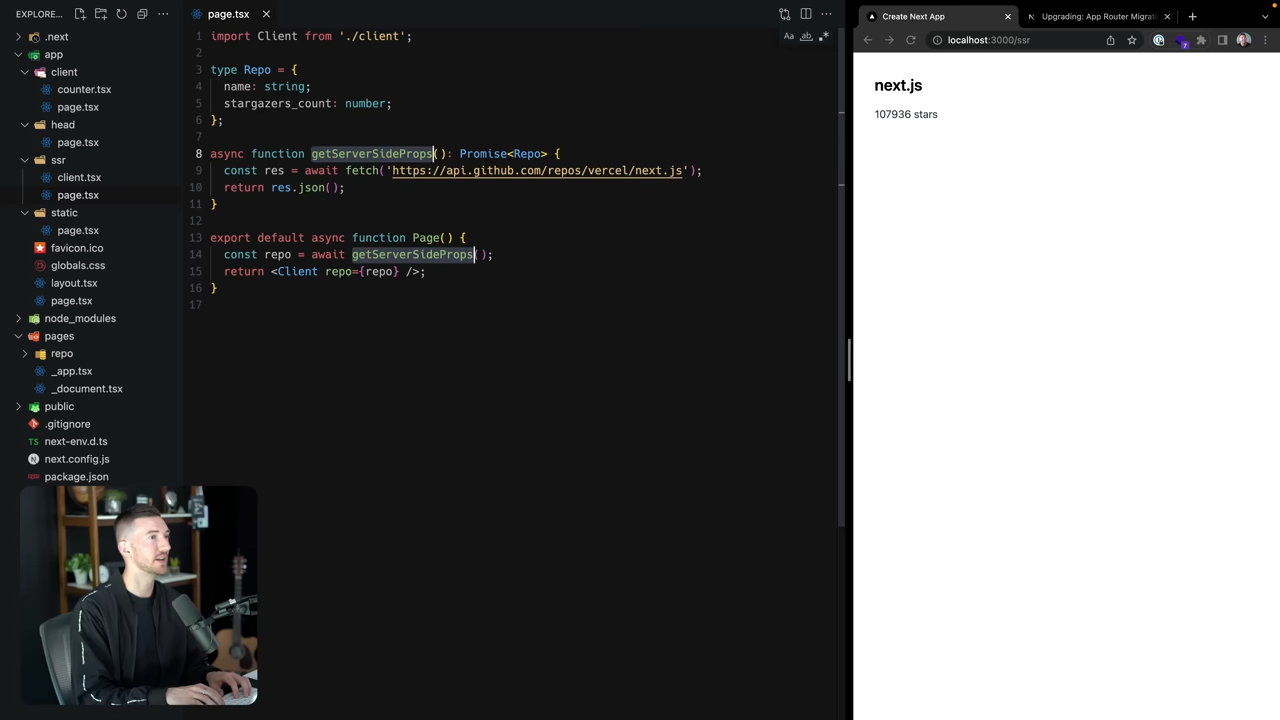 EXPLORE...
.next
app
client
counter.tsx
page.tsx
head
page.tsx
ssr
client.tsx
page.tsx
static
page.tsx
favicon.ico
globals.css
layout.tsx
page.tsx
node_modules
pages
repo
_app.tsx
_document.tsx
public
.gitignore
TS next-env.d.ts
N next.config.js
package.json
page.tsx
Aa ab
1 import Client from './client';
2
3 type Repo = {
4 name: string;
5 stargazers_count: number;
6 };
7
8 async function getServerSideProps(): Promise<Repo> {
9 const res = await fetch('https://api.github.com/repos/vercel/next.js');
10 return res.json();
11 }
12
13 export default async function Page() {
14 const repo = await getServerSideProps();
15 return <Client repo={repo} />;
16 }
17
Create Next App
Upgrading: App Router Migrati
localhost:3000/ssr
7
next.js
107936 stars